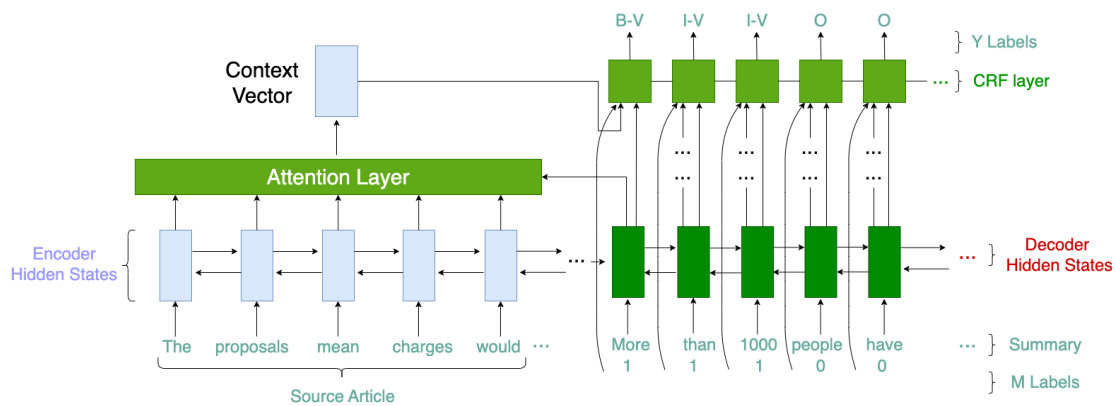 B-V I-V I-V O O
Y Labels
Context
Vector
... CRF layer
... ... ... ...
... ... ... ...
Attention Layer
Encoder
Hidden States
...
... Decoder
Hidden States
The proposals mean charges would ... More than 1000 people have ... Summary
1 1 1 0 0
M Labels
Source Article